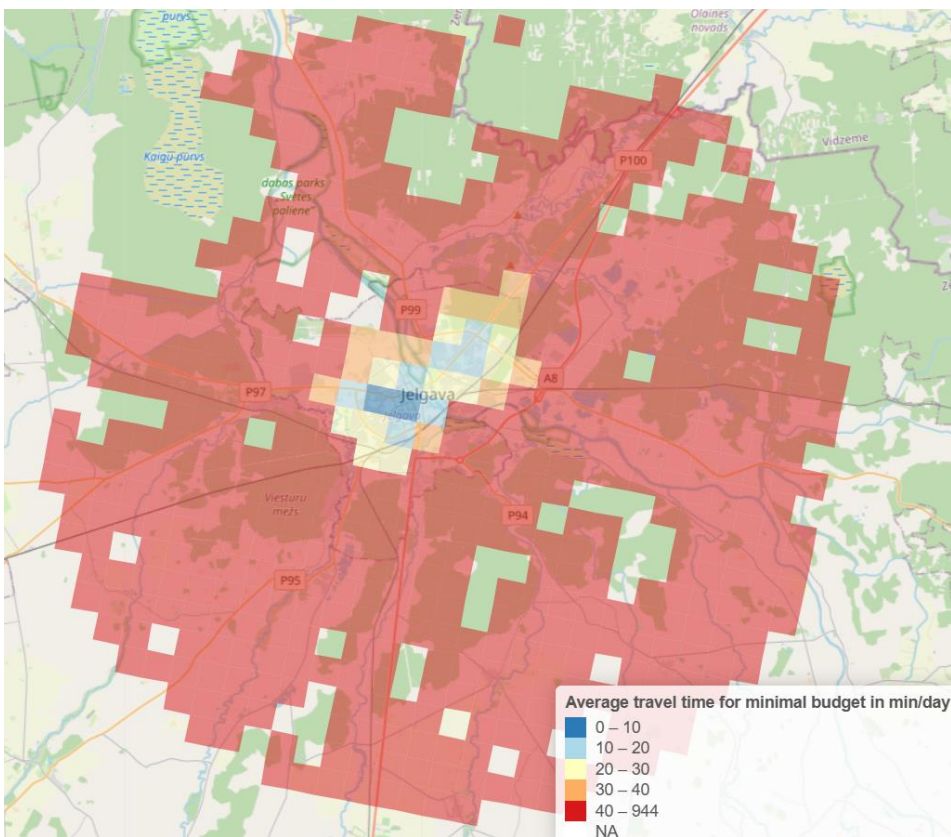 purvs
Olaines
novads
Vidzeme
P100
Kaigu purvs
dabas parks
„Svētes
paliene”
P99
A8
P97
Jelgava
Jelgava
Viesturu
mežs
P94
P95
Average travel time for minimal budget in min/day
0 – 10
10 – 20
20 – 30
30 – 40
40 – 944
NA